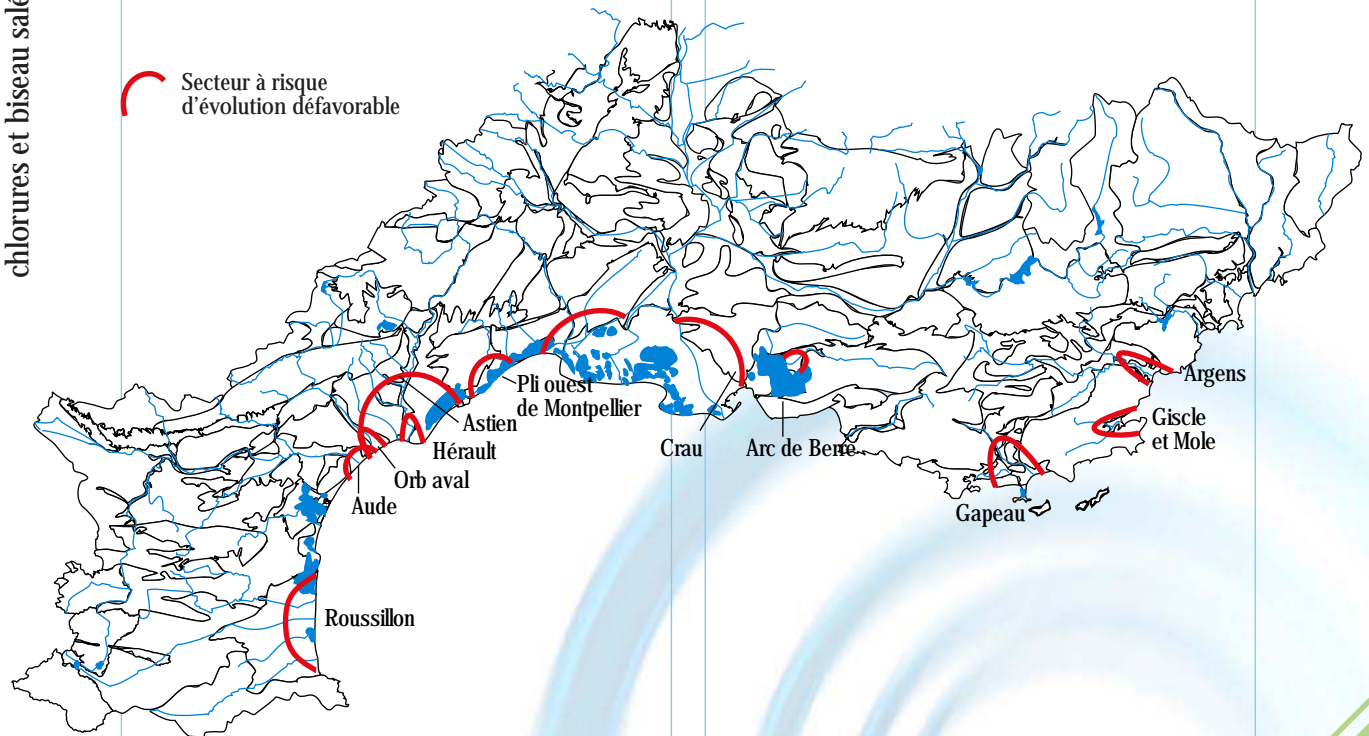 chlorures et biseau salé
Secteur à risque
d'évolution défavorable
Pli ouest
de Montpellier
Astien
Hérault
Orb aval
Aude
Roussillon
Crau
Arc de Berre
Argens
Giscle
et Mole
Gapeau